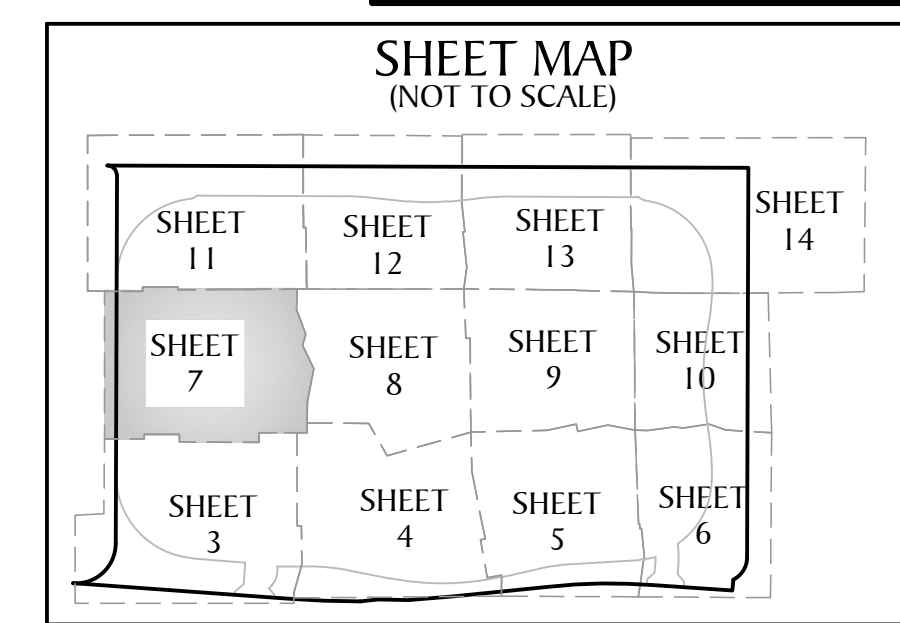 SHEET MAP
(NOT TO SCALE)
SHEET
11
SHEET
12
SHEET
13
SHEET
14
SHEET
7
SHEET
8
SHEET
9
SHEET
10
SHEET
3
SHEET
4
SHEET
5
SHEET
6